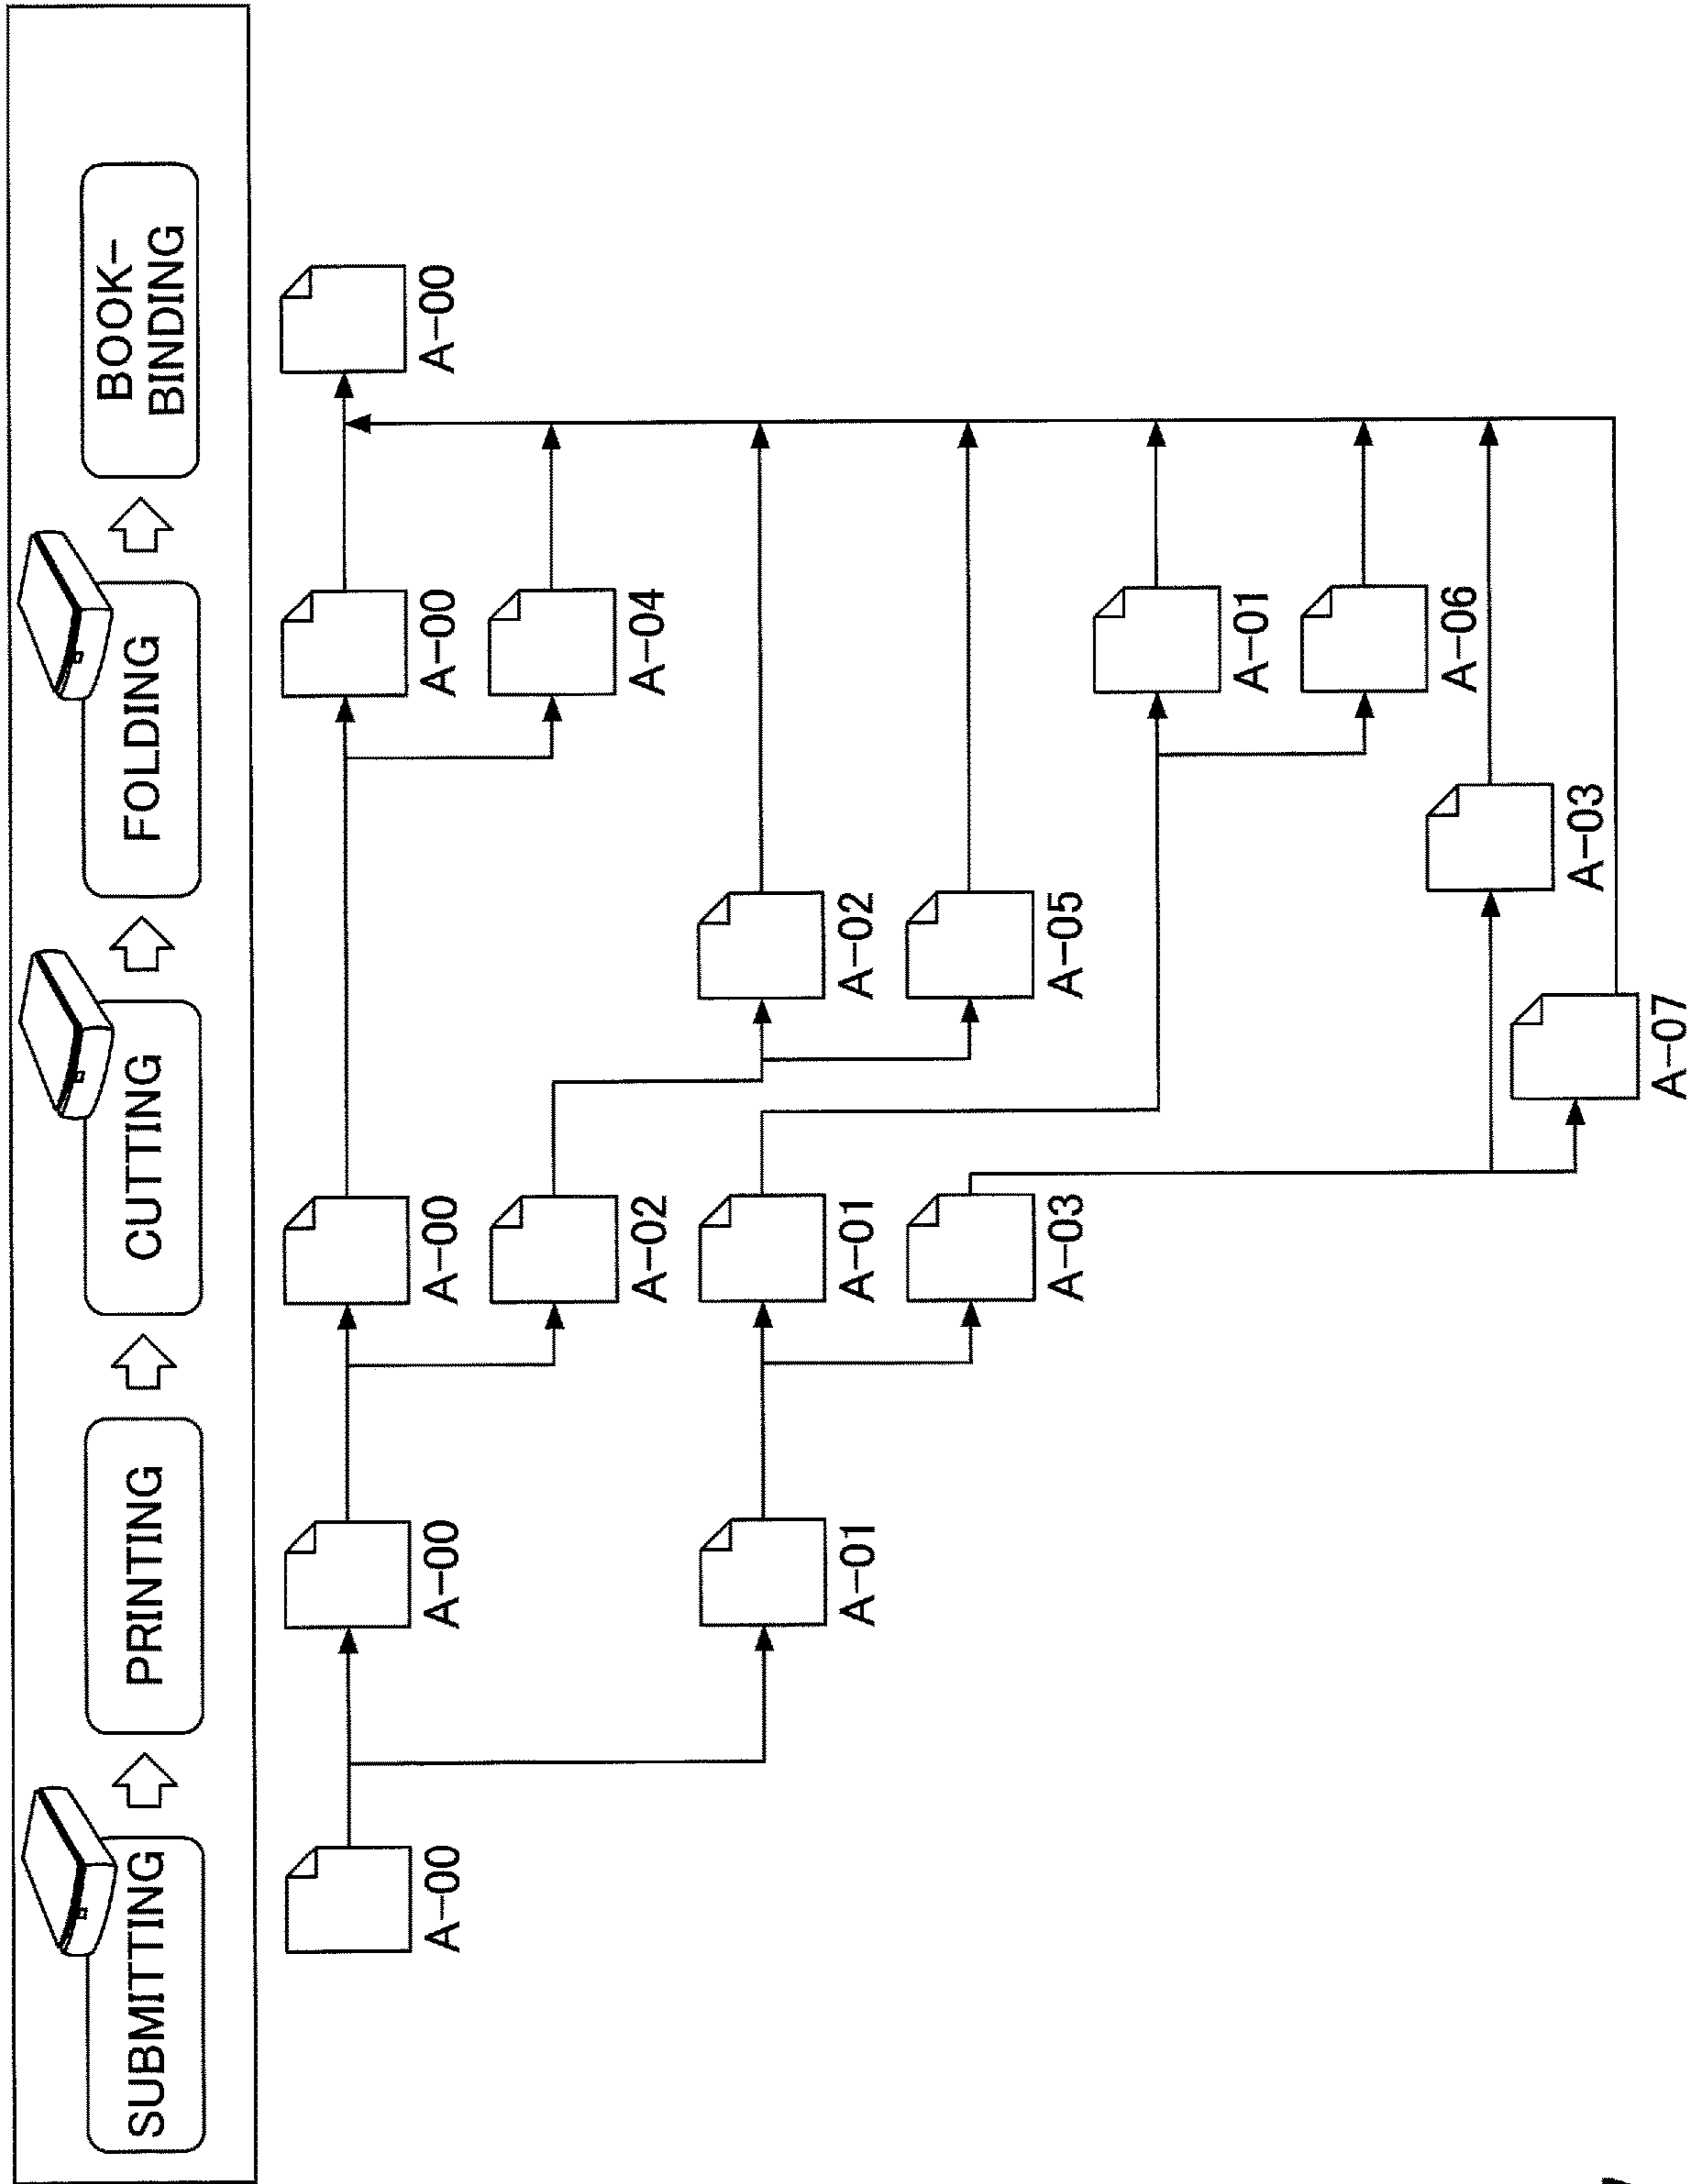 SUBMITTING
PRINTING
CUTTING
FOLDING
BOOK-
BINDING
A-00
A-00
A-00
A-00
A-00
A-02
A-04
A-01
A-01
A-02
A-03
A-05
A-01
A-06
A-03
A-07